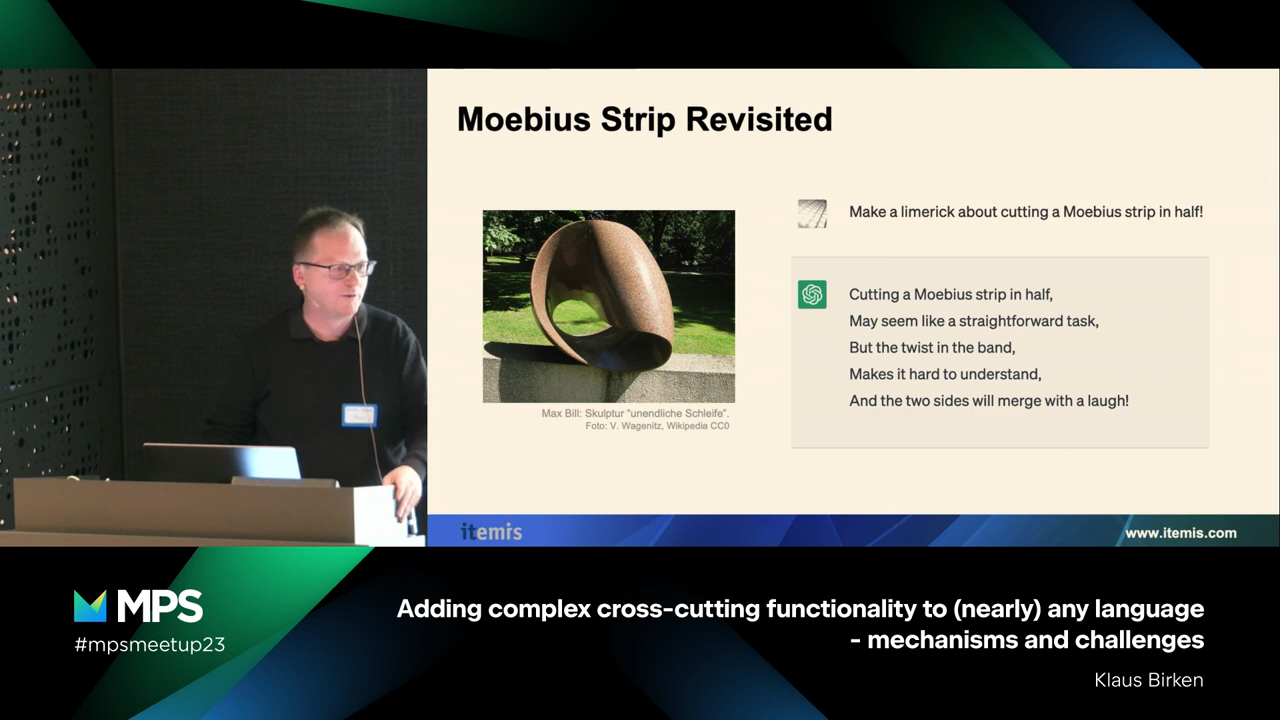 Moebius Strip Revisited
Make a limerick about cutting a Moebius strip in half!
Cutting a Moebius strip in half,
May seem like a straightforward task,
But the twist in the band,
Makes it hard to understand,
And the two sides will merge with a laugh!
Max Bill: Skulptur "unendliche Schleife".
Foto: V. Wagenitz, Wikipedia CC0
itemis
www.itemis.com
MPS
#mpsmeetup23
Adding complex cross-cutting functionality to (nearly) any language
- mechanisms and challenges
Klaus Birken